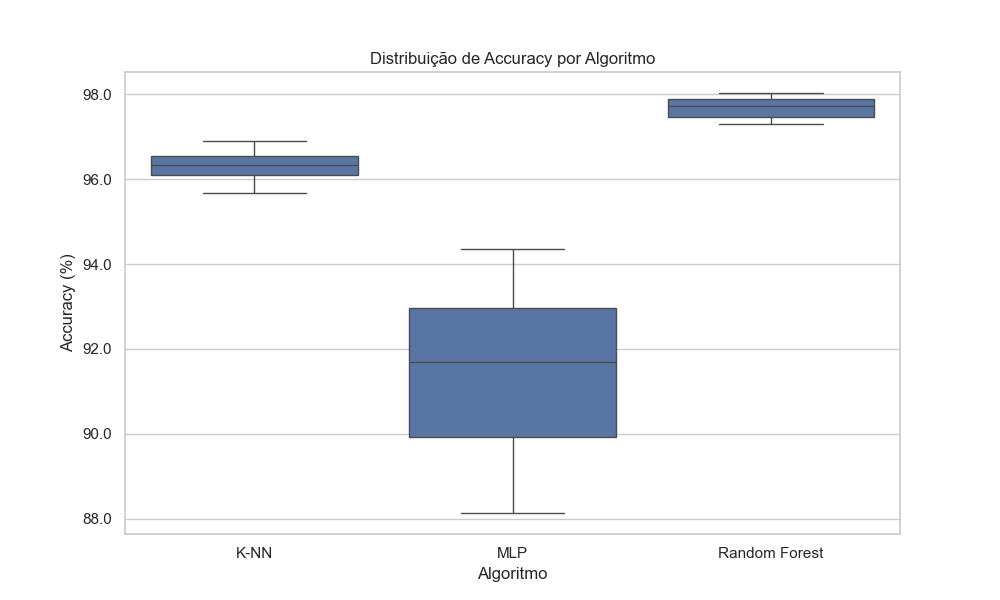 Distribuição de Accuracy por Algoritmo
98.0
96.0
94.0
92.0
90.0
88.0
Accuracy (%)
K-NN
MLP
Random Forest
Algoritmo